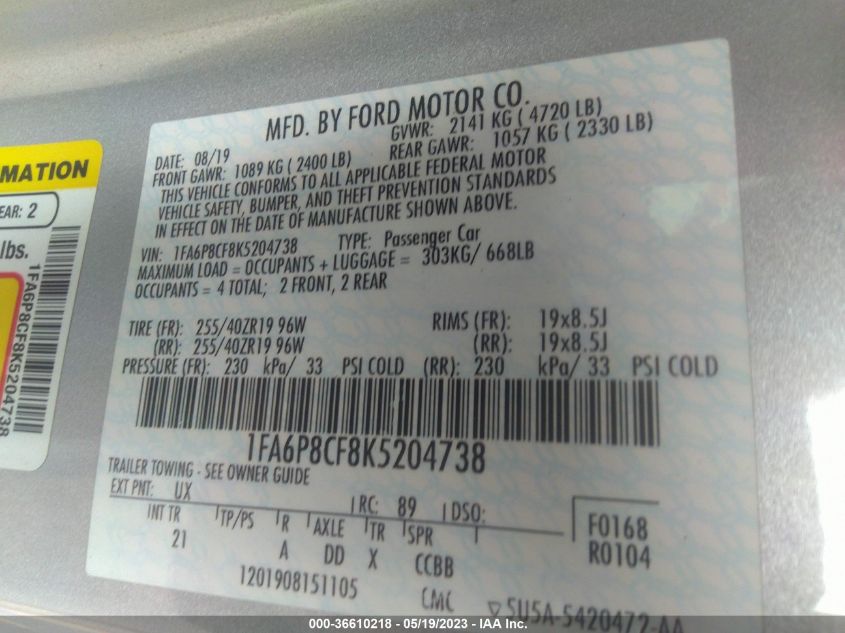 MATION
EAR: 2
lbs.
1FA6P8CF8K5204738
MFD. BY FORD MOTOR CO.
DATE: 08/19 GVWR: 2141 KG ( 4720 LB)
FRONT GAWR: 1089 KG ( 2400 LB) REAR GAWR: 1057 KG ( 2330 LB)
THIS VEHICLE CONFORMS TO ALL APPLICABLE FEDERAL MOTOR
VEHICLE SAFETY, BUMPER, AND THEFT PREVENTION STANDARDS
IN EFFECT ON THE DATE OF MANUFACTURE SHOWN ABOVE.
VIN: 1FA6P8CF8K5204738 TYPE: Passenger Car
MAXIMUM LOAD = OCCUPANTS + LUGGAGE = 303KG/ 668LB
OCCUPANTS = 4 TOTAL; 2 FRONT, 2 REAR
TIRE (FR): 255/40ZR19 96W RIMS (FR): 19x8.5J
(RR): 255/40ZR19 96W (RR): 19x8.5J
PRESSURE (FR): 230 kPa/ 33 PSI COLD (RR): 230 kPa/ 33 PSI COLD
1FA6P8CF8K5204738
TRAILER TOWING - SEE OWNER GUIDE
EXT PNT: UX RC: 89 DSO:
INT TR TP/PS R AXLE TR SPR
21 A DD X CCBB
F0168
R0104
1201908151105
CMC 5U5A-5420472-AA
000-36610218 - 05/19/2023 - IAA Inc.